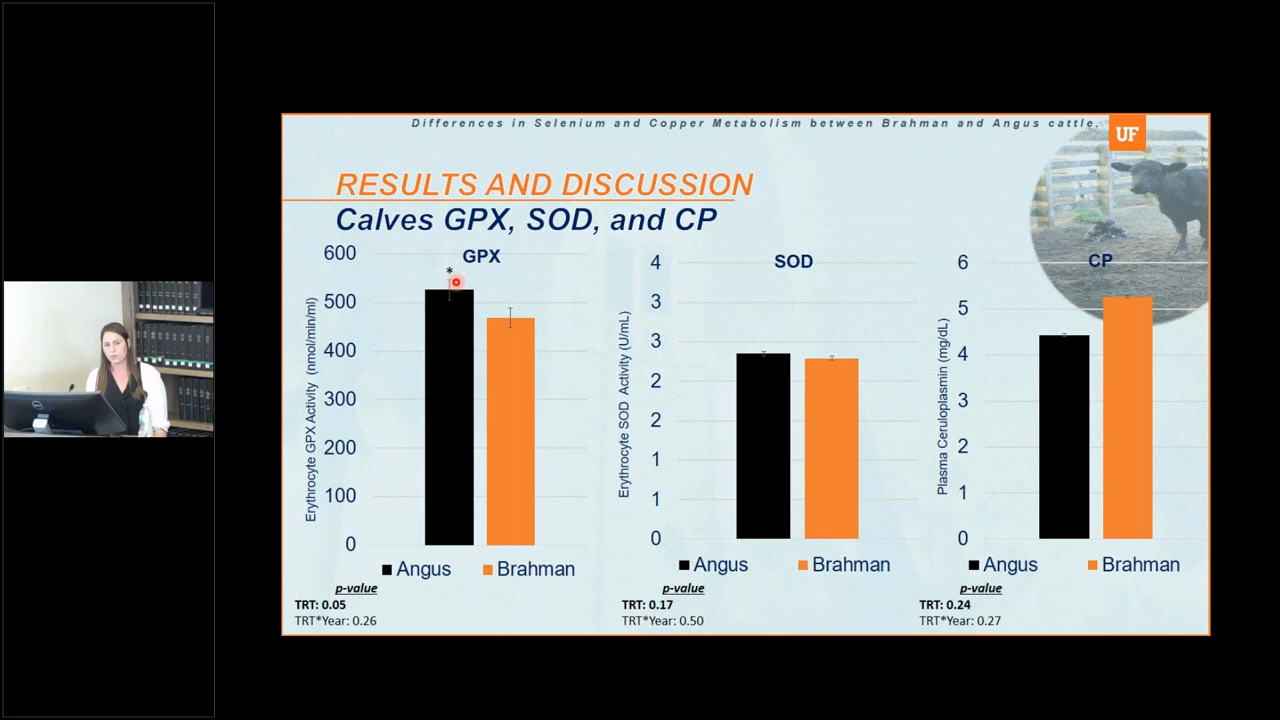 Differences in Selenium and Copper Metabolism between Brahman and Angus cattle.
UF
RESULTS AND DISCUSSION
Calves GPX, SOD, and CP
GPX
Erythrocyte GPX Activity (nmol/min/ml)
600
500
400
300
200
100
0
*
Angus
Brahman
p-value
TRT: 0.05
TRT*Year: 0.26
SOD
Erythrocyte SOD Activity (U/mL)
4
3
3
2
2
1
1
0
Angus
Brahman
p-value
TRT: 0.17
TRT*Year: 0.50
CP
Plasma Ceruloplasmin (mg/dL)
6
5
4
3
2
1
0
Angus
Brahman
p-value
TRT: 0.24
TRT*Year: 0.27